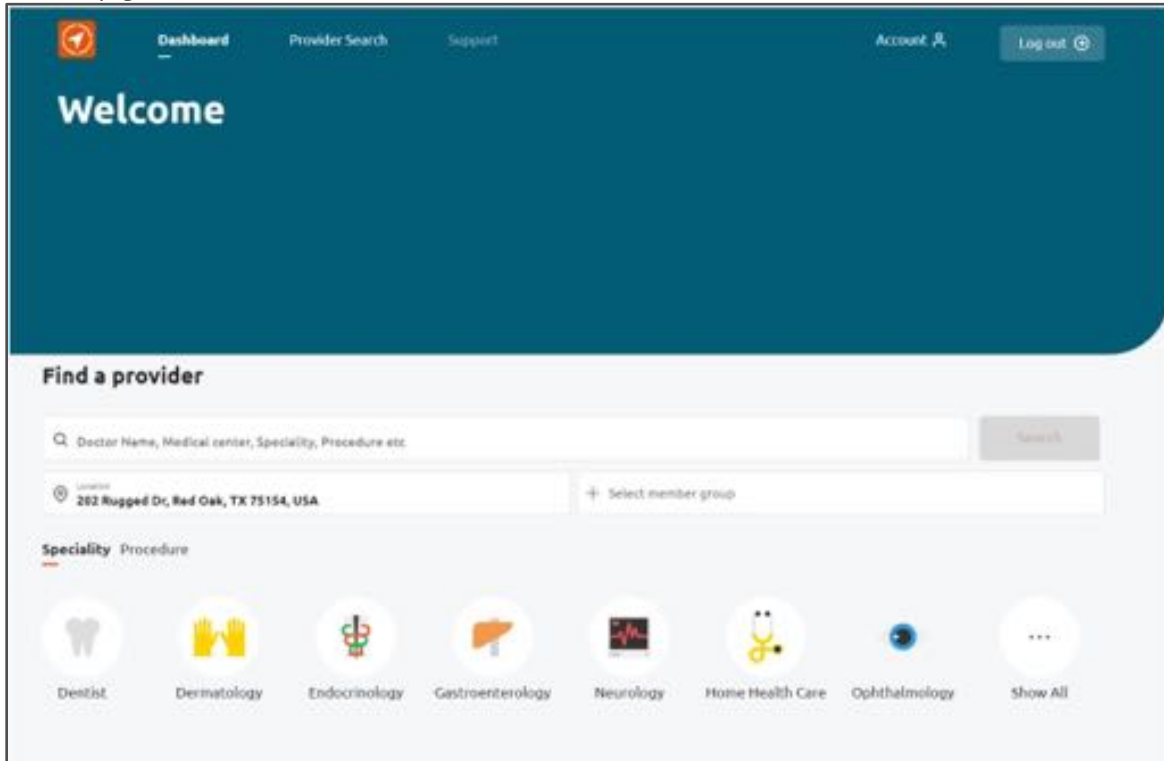 Dashboard Provider Search Support Account Log out
Welcome
Find a provider
Doctor Name, Medical center, Speciality, Procedure etc
Search
Location
202 Rugged Dr, Red Oak, TX 75154, USA
+ Select member group
Speciality Procedure
Dentist Dermatology Endocrinology Gastroenterology Neurology Home Health Care Ophthalmology Show All